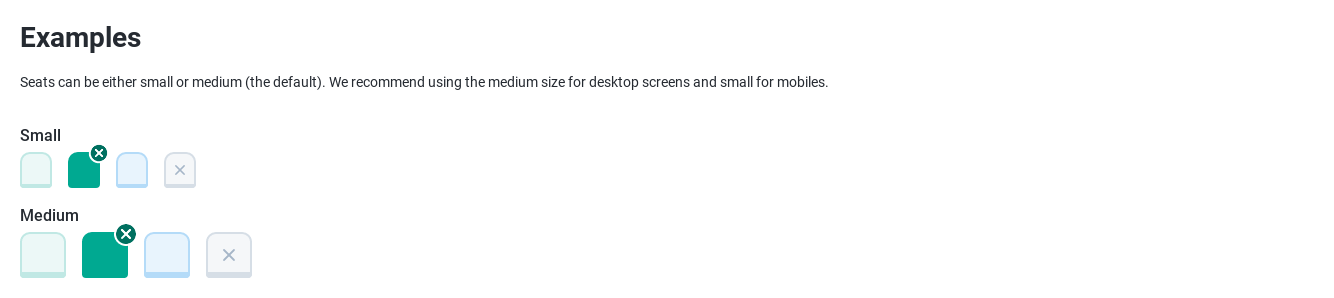 Examples
Seats can be either small or medium (the default). We recommend using the medium size for desktop screens and small for mobiles.
Small
Medium